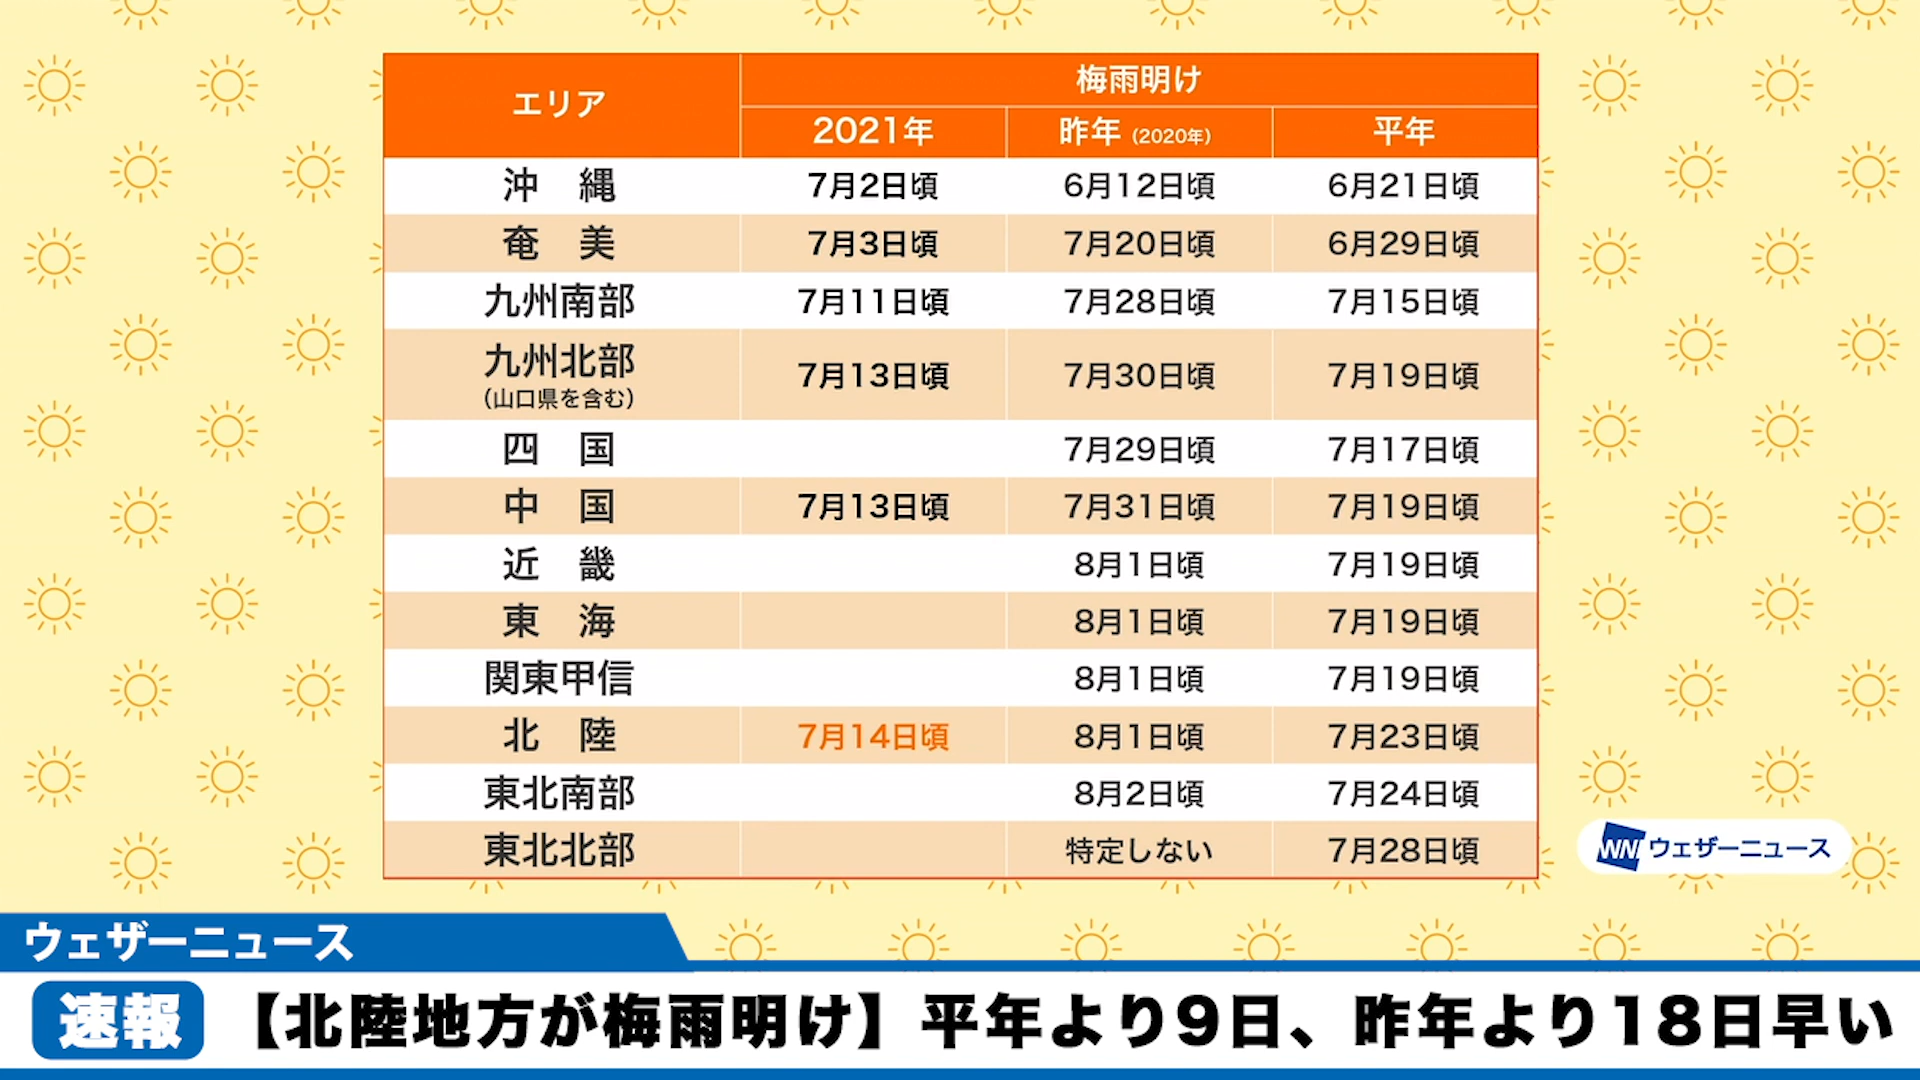 エリア
梅雨明け
2021年 昨年 (2020年) 平年
沖 縄 7月2日頃 6月12日頃 6月21日頃
奄 美 7月3日頃 7月20日頃 6月29日頃
九州南部 7月11日頃 7月28日頃 7月15日頃
九州北部 7月13日頃 7月30日頃 7月19日頃
(山口県を含む)
四 国 7月29日頃 7月17日頃
中 国 7月13日頃 7月31日頃 7月19日頃
近 畿 8月1日頃 7月19日頃
東 海 8月1日頃 7月19日頃
関東甲信 8月1日頃 7月19日頃
北 陸 7月14日頃 8月1日頃 7月23日頃
東北南部 8月2日頃 7月24日頃
東北北部 特定しない 7月28日頃
WN ウェザーニュース
ウェザーニュース
速報 【北陸地方が梅雨明け】平年より9日、昨年より18日早い